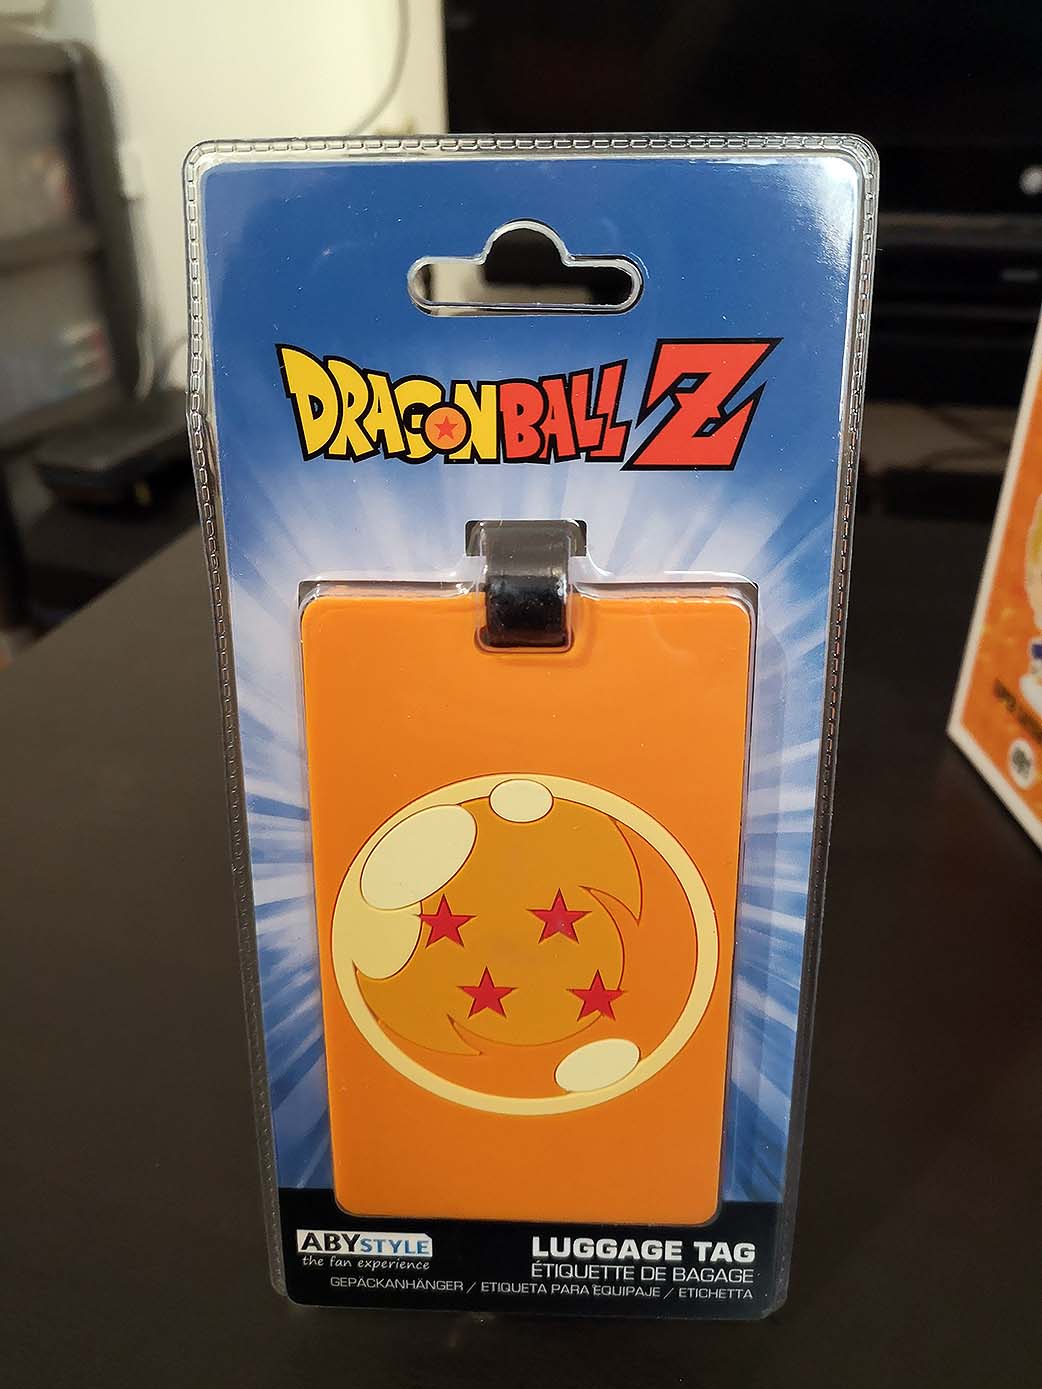 DRAGONBALL Z
ABYSTYLE
the fan experience
LUGGAGE TAG
ÉTIQUETTE DE BAGAGE
GEPÄCKANHÄNGER / ETIQUETA PARA EQUIPAJE / ETICHETTA